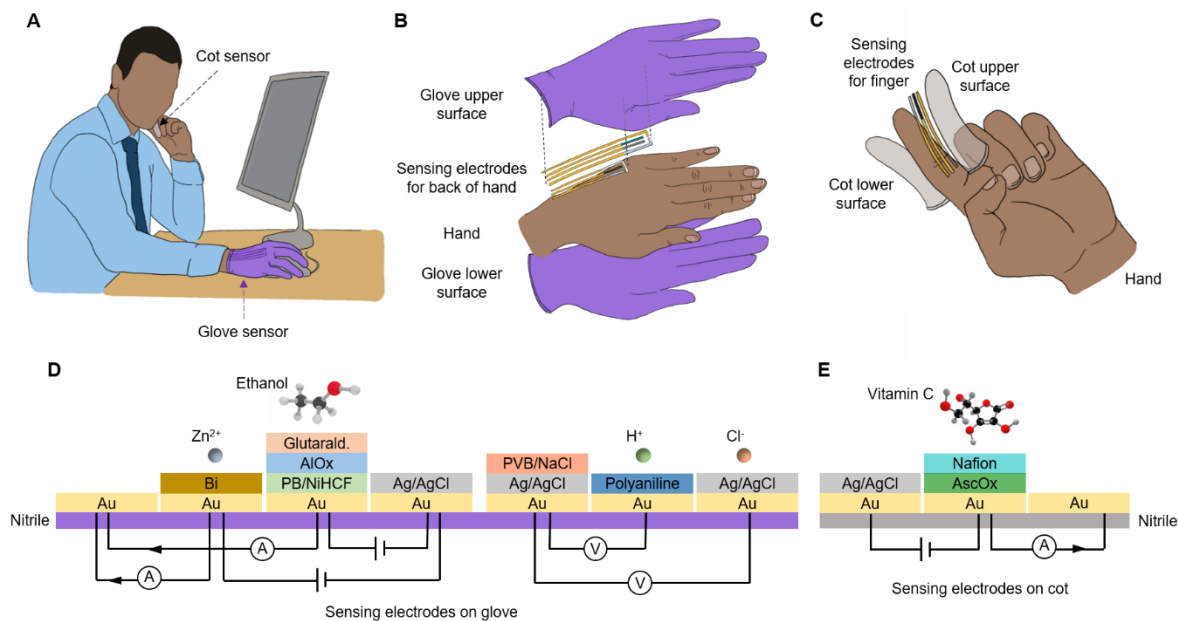 A
Cot sensor
Glove sensor
B
Glove upper
surface
Sensing electrodes
for back of hand
Hand
Glove lower
surface
C
Sensing
electrodes
for finger
Cot upper
surface
Cot lower
surface
Hand
D
Ethanol
Zn²⁺
H⁺
Cl⁻
Glutarald.
AlOx
PVB/NaCl
Bi
PB/NiHCF
Ag/AgCl
Ag/AgCl
Polyaniline
Ag/AgCl
Au
Au
Au
Au
Au
Au
Au
Nitrile
A
V
A
V
Sensing electrodes on glove
E
Vitamin C
Nafion
Ag/AgCl
AscOx
Au
Au
Au
Nitrile
A
Sensing electrodes on cot